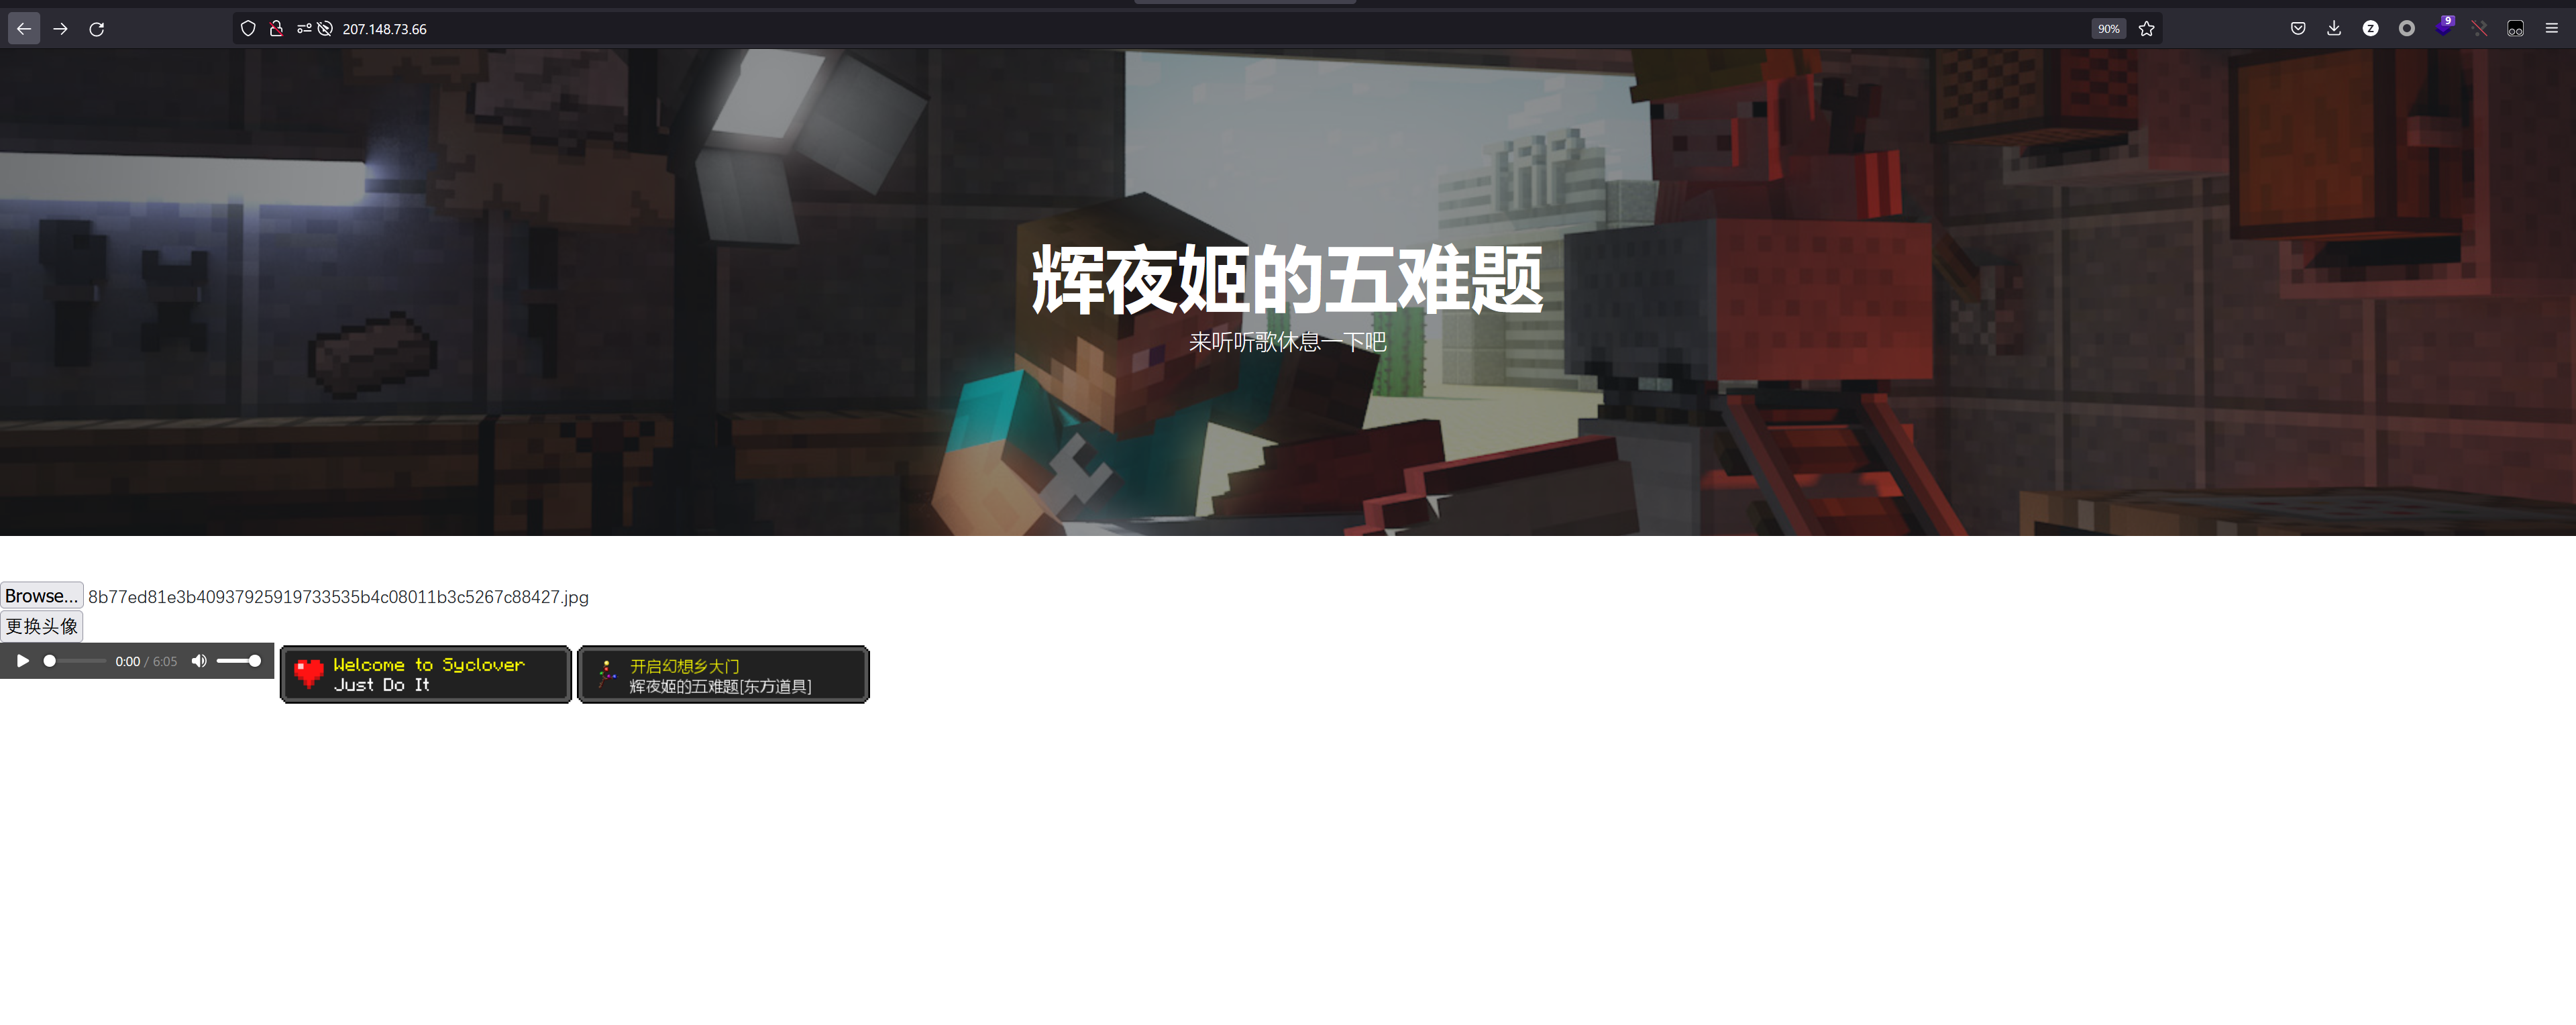 207.148.73.66
90%
Z
9
辉夜姬的五难题
来听听歌休息一下吧
Browse... 8b77ed81e3b40937925919733535b4c08011b3c5267c88427.jpg
更换头像
0:00 / 6:05
Welcome to Syclover
Just Do It
开启幻想乡大门
辉夜姬的五难题[东方道具]